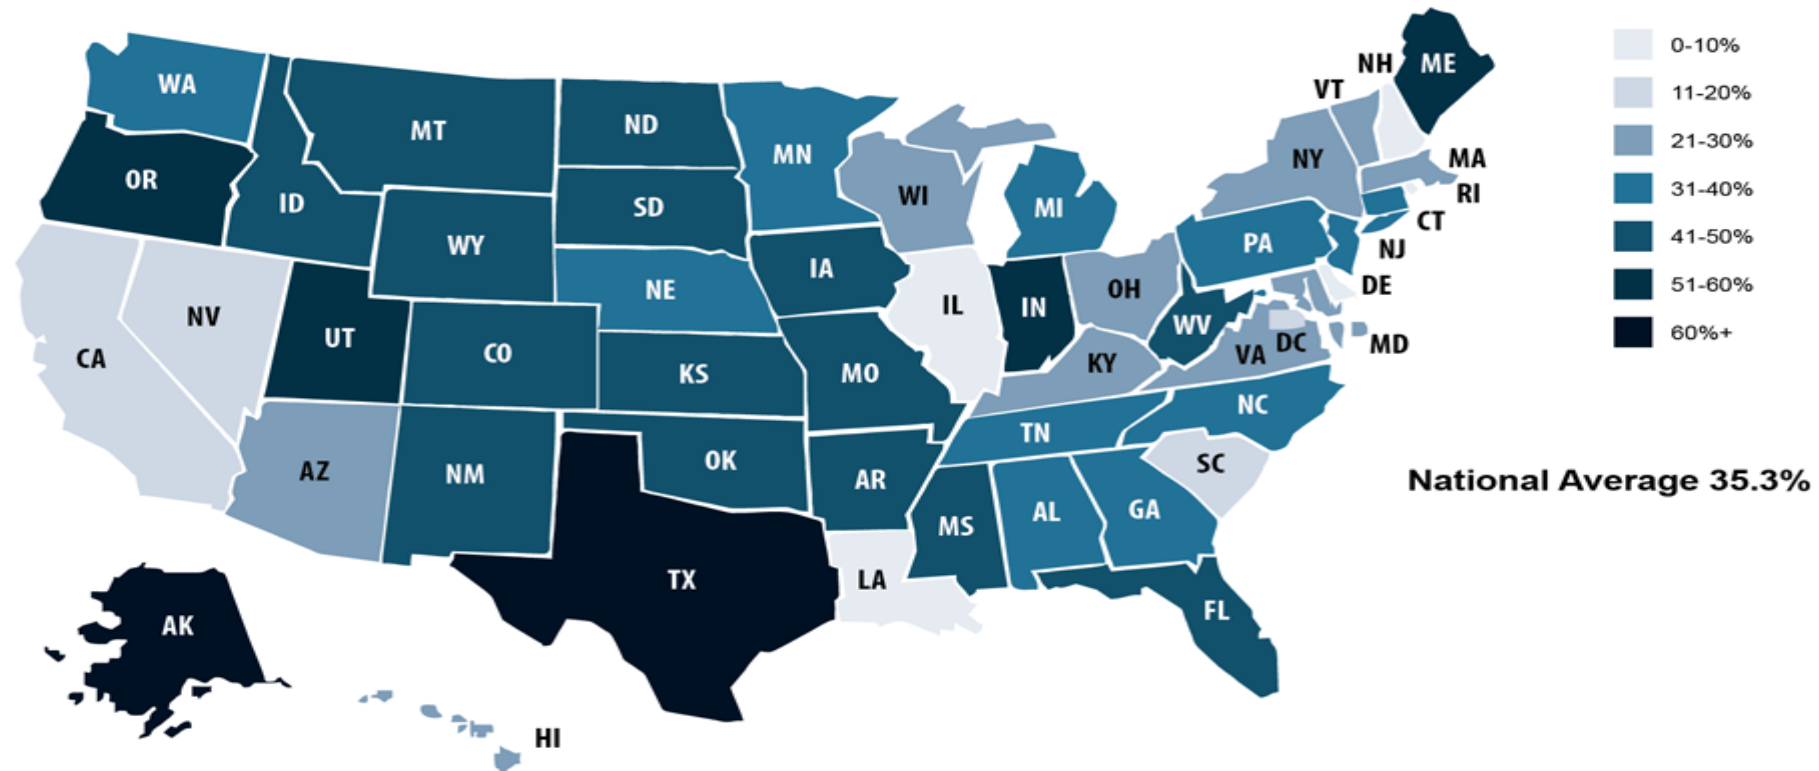 WA
OR
CA
NV
ID
MT
WY
UT
CO
AZ
NM
ND
SD
NE
KS
OK
TX
MN
IA
MO
AR
LA
WI
IL
MI
IN
OH
KY
TN
MS
AL
GA
FL
SC
NC
VA
WV
DC
MD
DE
PA
NJ
NY
CT
RI
MA
VT
NH
ME
AK
HI
0-10%
11-20%
21-30%
31-40%
41-50%
51-60%
60%+
National Average 35.3%